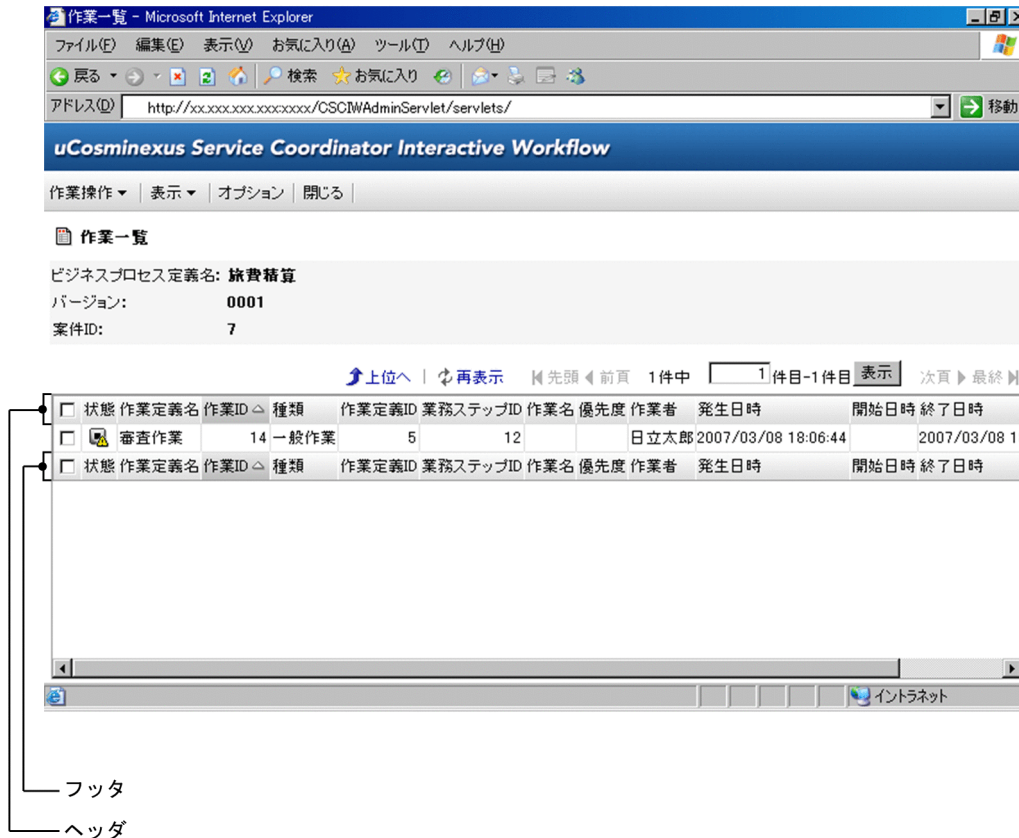 作業一覧 - Microsoft Internet Explorer
ファイル(F) 編集(E) 表示(V) お気に入り(A) ツール(T) ヘルプ(H)
戻る 検索 お気に入り
アドレス(D) http://xx.xxx.xxx.xxx:xxxx/CSCIWAdminServlet/servlets/ 移動
uCosminexus Service Coordinator Interactive Workflow
作業操作▼ 表示▼ オプション 閉じる
作業一覧
ビジネスプロセス定義名: 旅費積算
バージョン: 0001
案件ID: 7
上位へ | 再表示 先頭 前頁 1件中 1 件目-1件目 表示 次頁 最終
状態 作業定義名 作業ID△ 種類 作業定義ID 業務ステップID 作業名 優先度 作業者 発生日時 開始日時 終了日時
審査作業 14 一般作業 5 12 日立太郎 2007/03/08 18:06:44 2007/03/08 1
状態 作業定義名 作業ID△ 種類 作業定義ID 業務ステップID 作業名 優先度 作業者 発生日時 開始日時 終了日時
イントラネット
フッタ
ヘッダ